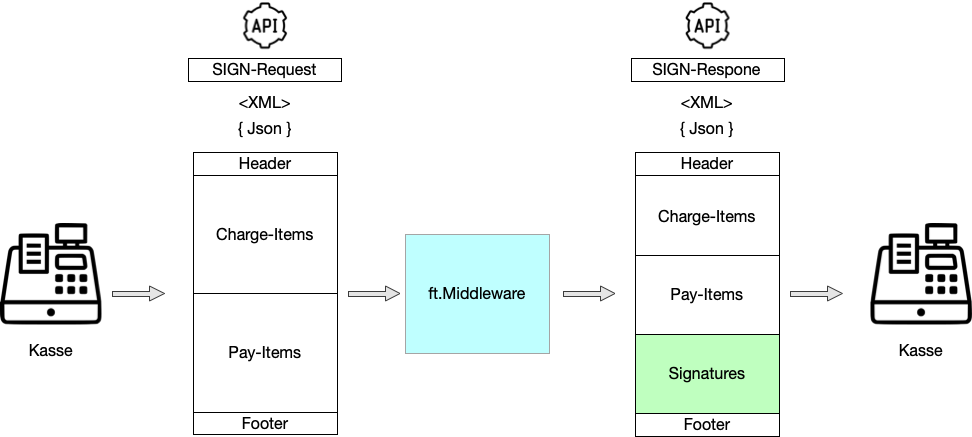 API
SIGN-Request
<XML>
{ Json }
Header
Charge-Items
Pay-Items
Footer
Kasse
ft.Middleware
API
SIGN-Respone
<XML>
{ Json }
Header
Charge-Items
Pay-Items
Signatures
Footer
Kasse